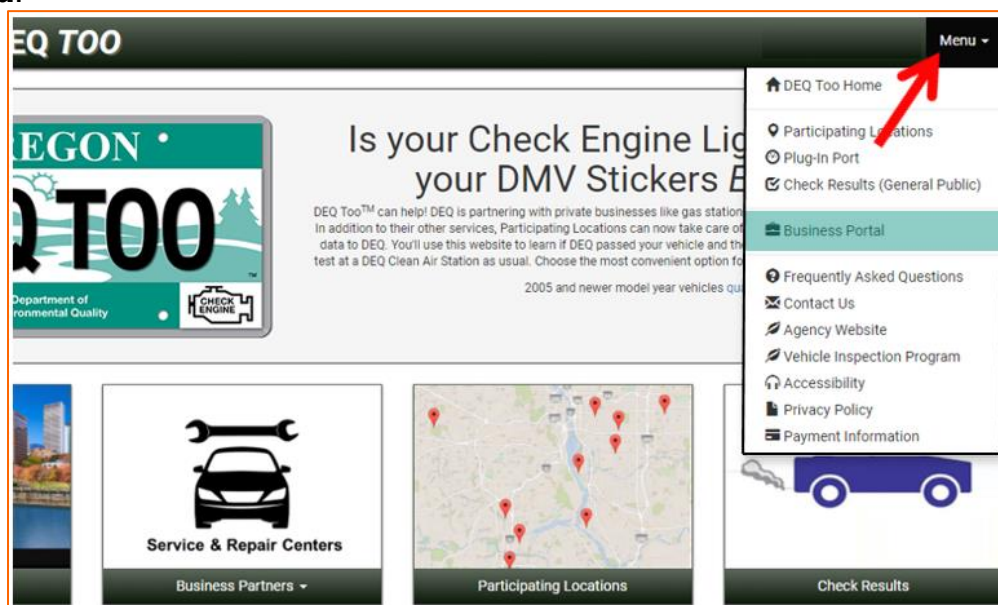 EQ TOO
Menu
DEQ Too Home
Participating Locations
Plug-In Port
Check Results (General Public)
Business Portal
Frequently Asked Questions
Contact Us
Agency Website
Vehicle Inspection Program
Accessibility
Privacy Policy
Payment Information
EGON
Q TOO
TM
Department of
ronmental Quality
CHECK
ENGINE
Is your Check Engine Lig
your DMV Stickers E
DEQ Too™ can help! DEQ is partnering with private businesses like gas station
In addition to their other services, Participating Locations can now take care of
data to DEQ. You'll use this website to learn if DEQ passed your vehicle and the
test at a DEQ Clean Air Station as usual. Choose the most convenient option fo
2005 and newer model year vehicles qu
Service & Repair Centers
Business Partners
Participating Locations
Check Results